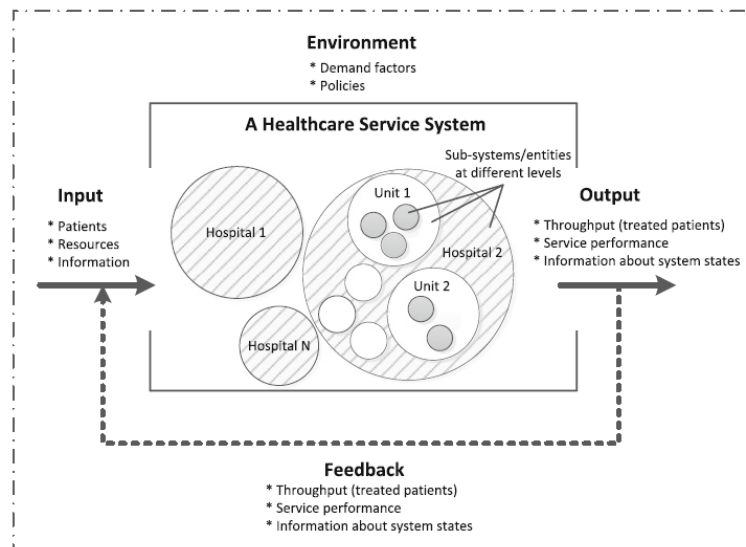 Environment
* Demand factors
* Policies
A Healthcare Service System
Sub-systems/entities
at different levels
Input
* Patients
* Resources
* Information
Hospital 1
Unit 1
Hospital 2
Unit 2
Hospital N
Output
* Throughput (treated patients)
* Service performance
* Information about system states
Feedback
* Throughput (treated patients)
* Service performance
* Information about system states